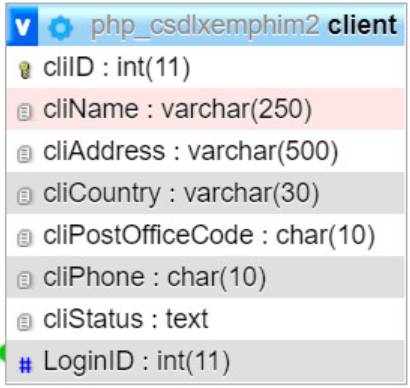 v php_csdlxemphim2 client
cliID : int(11)
cliName : varchar(250)
cliAddress : varchar(500)
cliCountry : varchar(30)
cliPostOfficeCode : char(10)
cliPhone : char(10)
cliStatus : text
# LoginID : int(11)